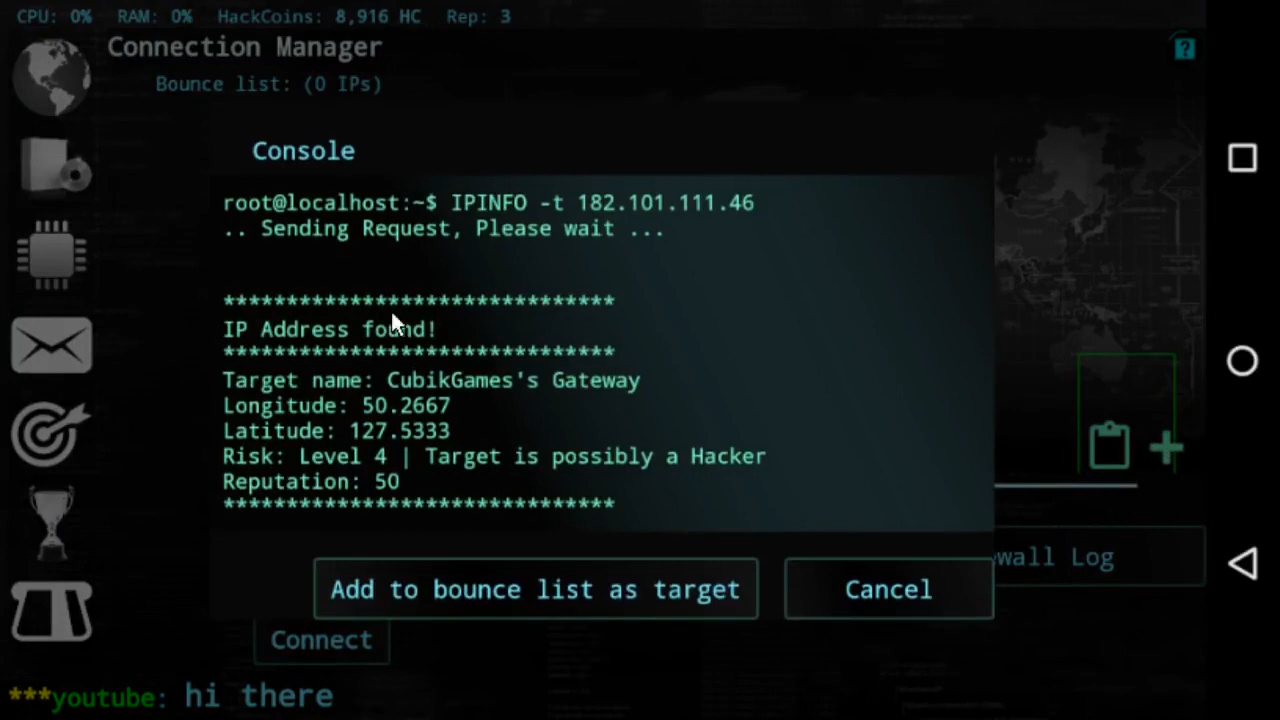 CPU: 0% RAM: 0% HackCoins: 8,916 HC Rep: 3
Connection Manager
?
Bounce list: (0 IPs)
Console
root@localhost:~$ IPINFO -t 182.101.111.46
.. Sending Request, Please wait ...
*******************************
IP Address found!
*******************************
Target name: CubikGames's Gateway
Longitude: 50.2667
Latitude: 127.5333
Risk: Level 4 | Target is possibly a Hacker
Reputation: 50
*******************************
wall Log
Add to bounce list as target
Cancel
Connect
***youtube: hi there